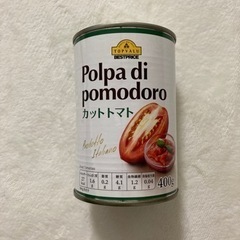 TOPVALU
BESTPRICE
Polpa di
pomodoro
カットトマト
Prodotto
Italiano
400g